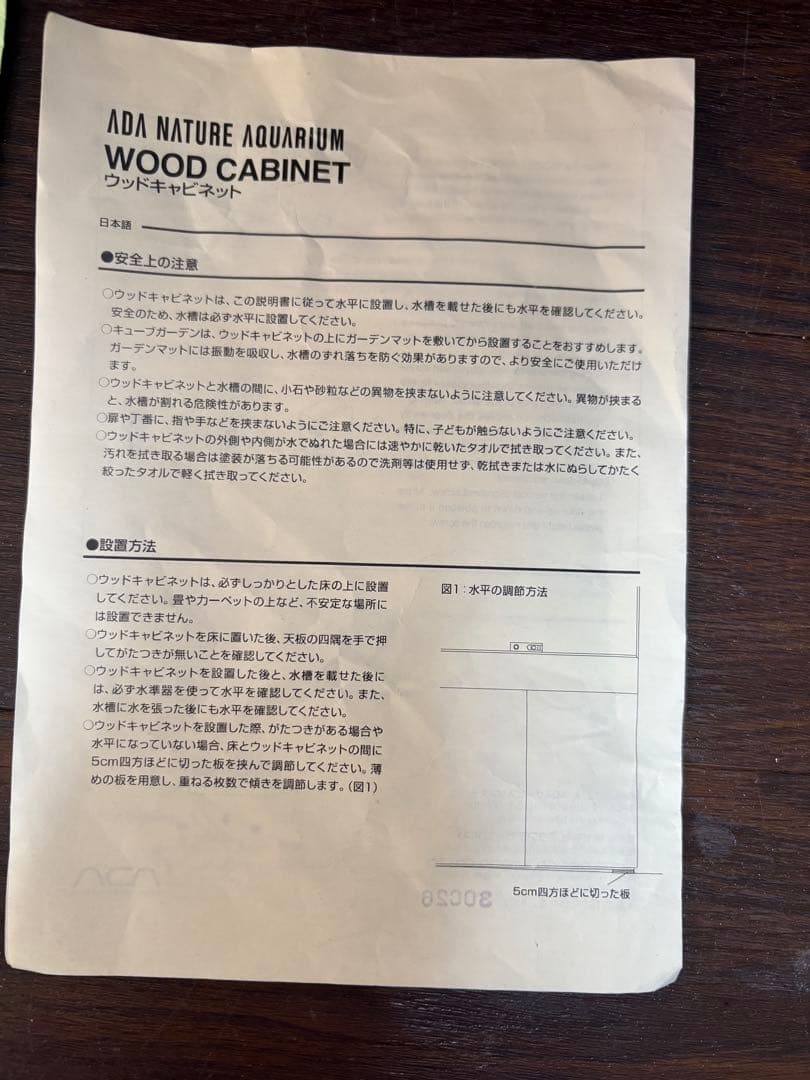 ADA NATURE AQUARIUM
WOOD CABINET
ウッドキャビネット
日本語
●安全上の注意
○ウッドキャビネットは、この説明書に従って水平に設置し、水槽を載せた後にも水平を確認してください。
安全のため、水槽は必ず水平に設置してください。
○キューブガーデンは、ウッドキャビネットの上にガーデンマットを敷いてから設置することをおすすめします。
ガーデンマットには振動を吸収し、水槽のずれ落ちを防ぐ効果がありますので、より安全にご使用いただけ
ます。
○ウッドキャビネットと水槽の間に、小石や砂粒などの異物を挟まないように注意してください。異物が挟まる
と、水槽が割れる危険性があります。
○扉や丁番に、指や手などを挟まないようにご注意ください。特に、子どもが触らないようにご注意ください。
○ウッドキャビネットの外側や内側が水でぬれた場合には速やかに乾いたタオルで拭き取ってください。また、
汚れを拭き取る場合は塗装が落ちる可能性があるので洗剤等は使用せず、乾拭きまたは水にぬらしてかたく
絞ったタオルで軽く拭き取ってください。
●設置方法
○ウッドキャビネットは、必ずしっかりとした床の上に設置
してください。畳やカーペットの上など、不安定な場所に
は設置できません。
○ウッドキャビネットを床に置いた後、天板の四隅を手で押
してがたつきが無いことを確認してください。
○ウッドキャビネットを設置した後と、水槽を載せた後に
は、必ず水準器を使って水平を確認してください。また、
水槽に水を張った後にも水平を確認してください。
○ウッドキャビネットを設置した際、がたつきがある場合や
水平になっていない場合、床とウッドキャビネットの間に
5cm四方ほどに切った板を挟んで調節してください。薄
めの板を用意し、重ねる枚数で傾きを調節します。(図1)
図1:水平の調節方法
5cm四方ほどに切った板